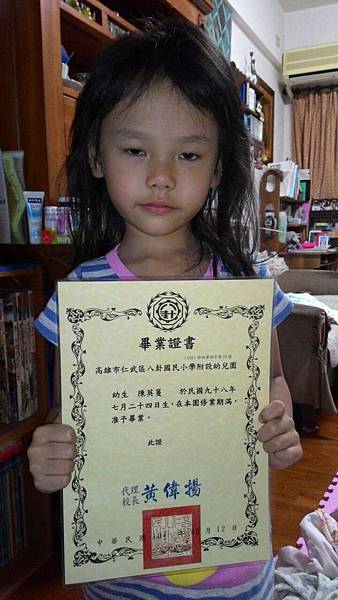 畢業證書
高雄市仁武區八卦國民小學附設幼兒園
幼生 陳英蔓 於民國九十八年
七月二十四日生，在本園修業期滿，
准予畢業。
此證
代理
校長 黃偉揚
中華民國 月 12 日
NIVEA